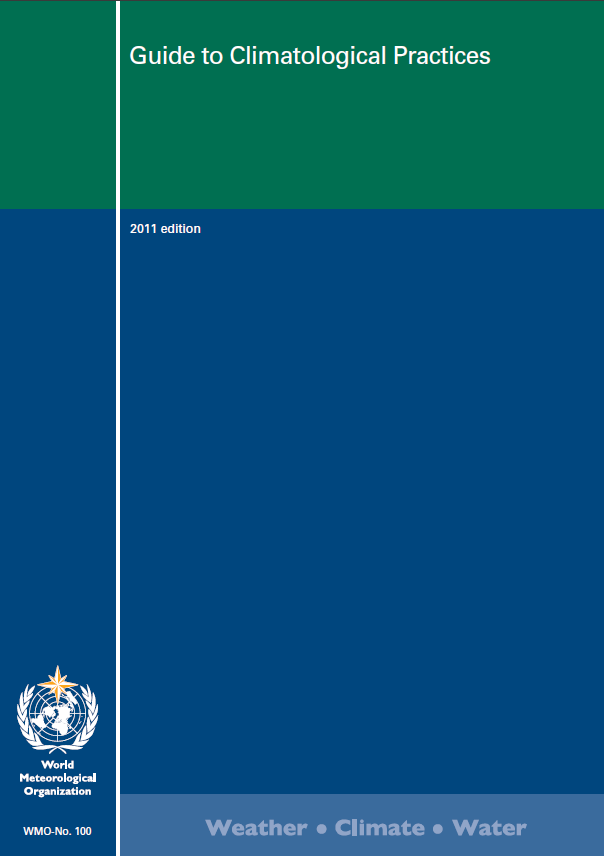 Guide to Climatological Practices
2011 edition
World
Meteorological
Organization
WMO-No. 100
Weather • Climate • Water